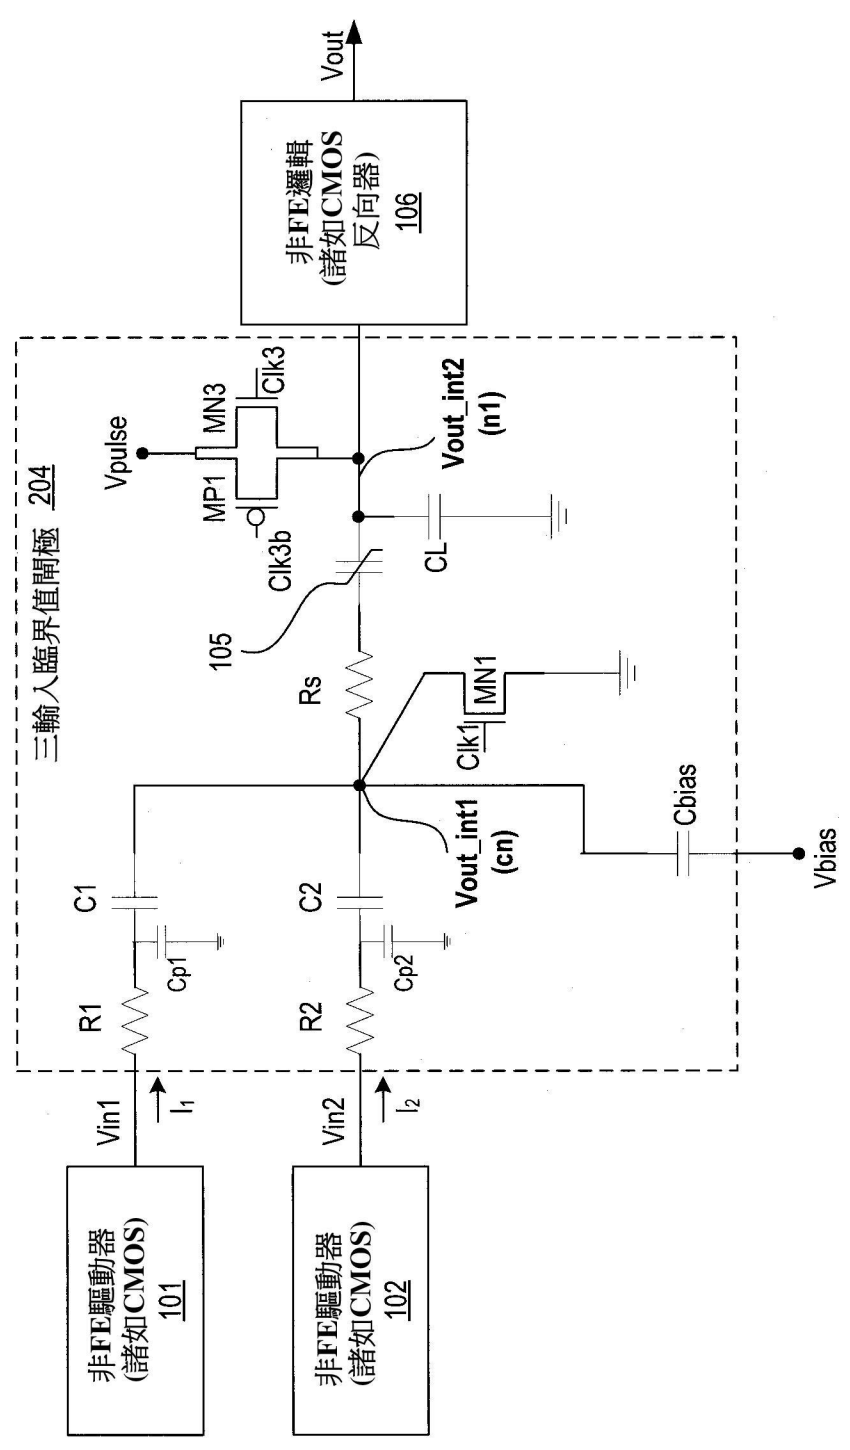 三輸入臨界值閘極 204
非FE驅動器
(諸如CMOS)
101
Vin1
I1
R1
Cp1
C1
非FE驅動器
(諸如CMOS)
102
Vin2
I2
R2
Cp2
C2
Vout_int1
(cn)
Cbias
Vbias
Rs
Clk1
MN1
105
CL
Vpulse
MP1
MN3
Clk3b
Clk3
Vout_int2
(n1)
非FE邏輯
(諸如CMOS
反向器)
106
Vout